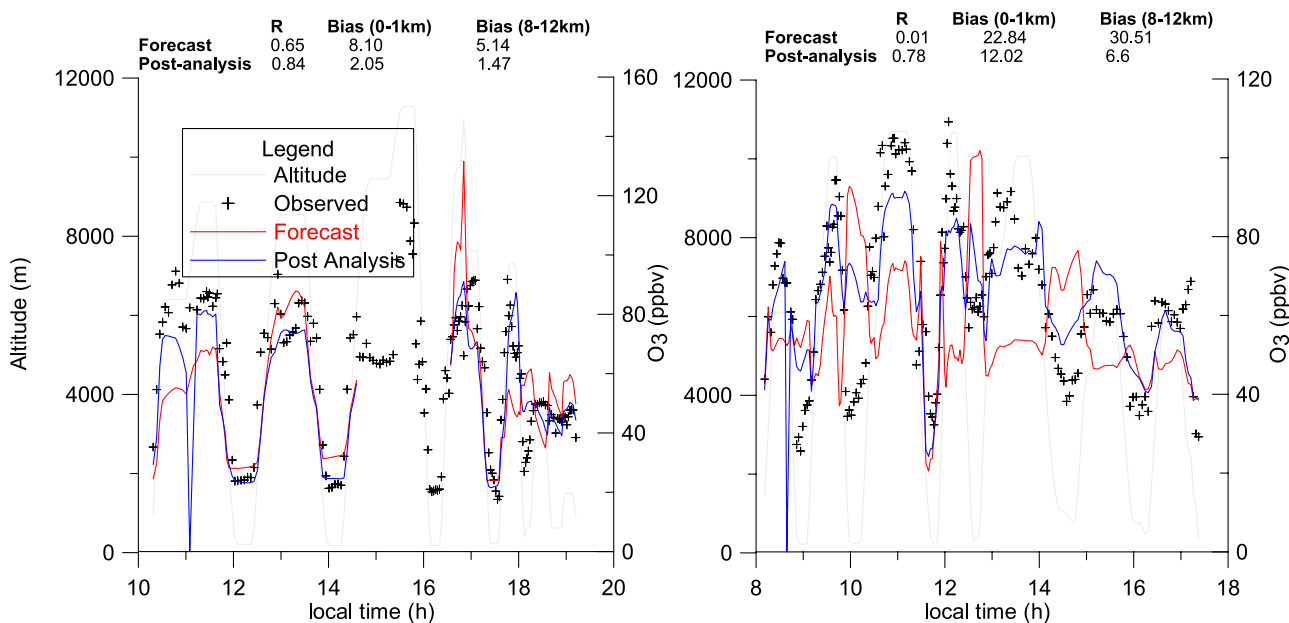 R Bias (0-1km) Bias (8-12km)
Forecast 0.65 8.10 5.14
Post-analysis 0.84 2.05 1.47
12000
8000
4000
0
Altitude (m)
160
120
80
40
0
O3 (ppbv)
Legend
Altitude
Observed
Forecast
Post Analysis
10 12 14 16 18 20
local time (h)
R Bias (0-1km) Bias (8-12km)
Forecast 0.01 22.84 30.51
Post-analysis 0.78 12.02 6.6
12000
8000
4000
0
120
80
40
0
O3 (ppbv)
8 10 12 14 16 18
local time (h)